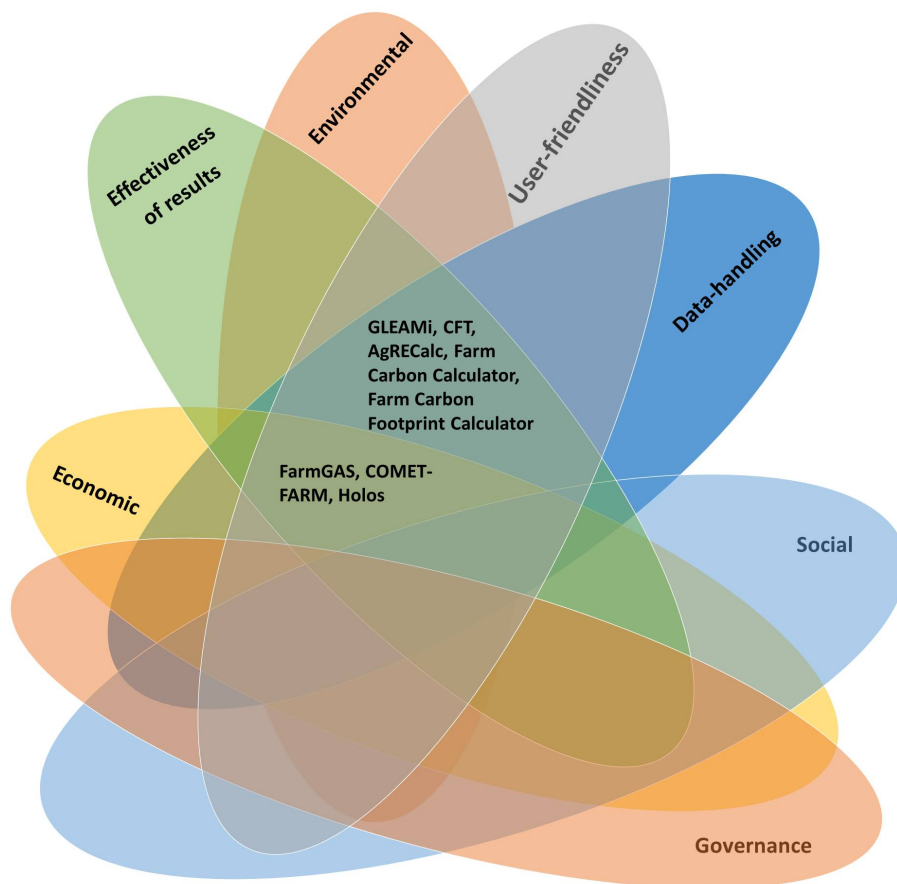 Environmental
User-friendliness
Effectiveness
of results
Data-handling
GLEAMi, CFT,
AgRECalc, Farm
Carbon Calculator,
Farm Carbon
Footprint Calculator
FarmGAS, COMET-
FARM, Holos
Economic
Social
Governance